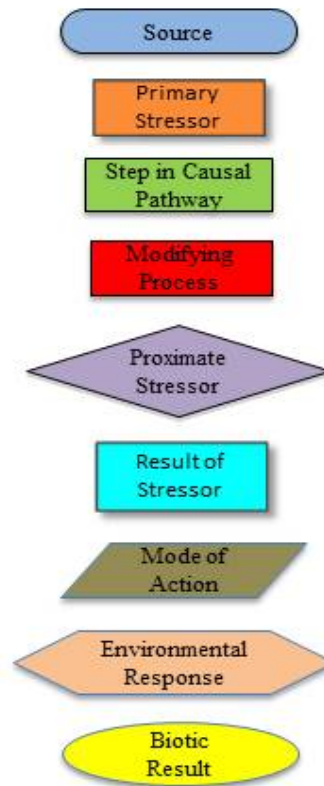 Source
Primary
Stressor
Step in Causal
Pathway
Modifying
Process
Proximate
Stressor
Result of
Stressor
Mode of
Action
Environmental
Response
Biotic
Result